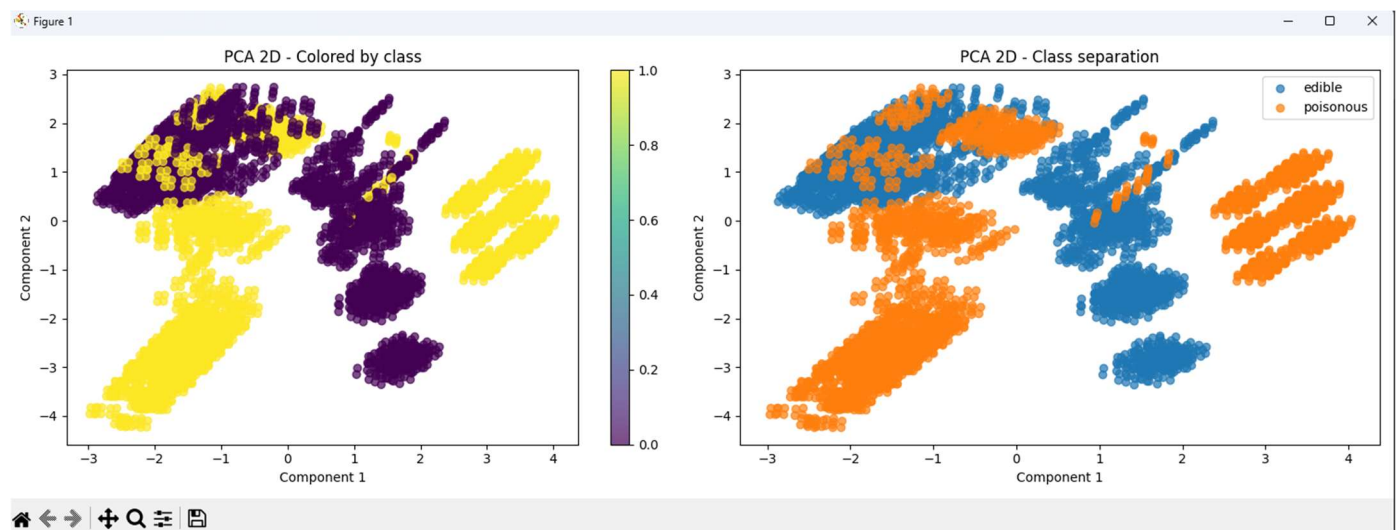 Figure 1
PCA 2D - Colored by class
3
2
1
0
−1
−2
−3
−4
Component 2
−3 −2 −1 0 1 2 3 4
Component 1
1.0
0.8
0.6
0.4
0.2
0.0
PCA 2D - Class separation
edible
poisonous
3
2
1
0
−1
−2
−3
−4
Component 2
−3 −2 −1 0 1 2 3 4
Component 1